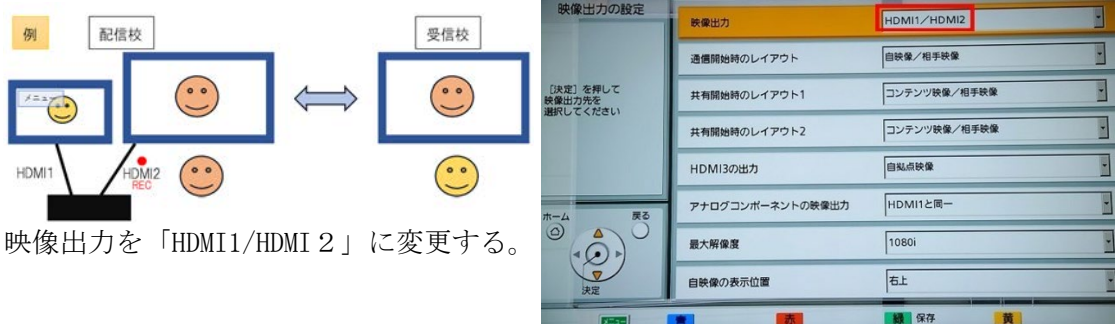 例
配信校
受信校
メニュー
HDMI1
HDMI2
REC
映像出力を「HDMI1/HDMI２」に変更する。
映像出力の設定
［決定］を押して
映像出力先を
選択してください
ホーム
戻る
決定
映像出力
HDMI1／HDMI2
通信開始時のレイアウト
自映像／相手映像
共有開始時のレイアウト1
コンテンツ映像／相手映像
共有開始時のレイアウト2
コンテンツ映像／相手映像
HDMI3の出力
自拠点映像
アナログコンポーネントの映像出力
HDMI1と同一
最大解像度
1080i
自映像の表示位置
右上
メニュー
青
赤
緑
保存
黄